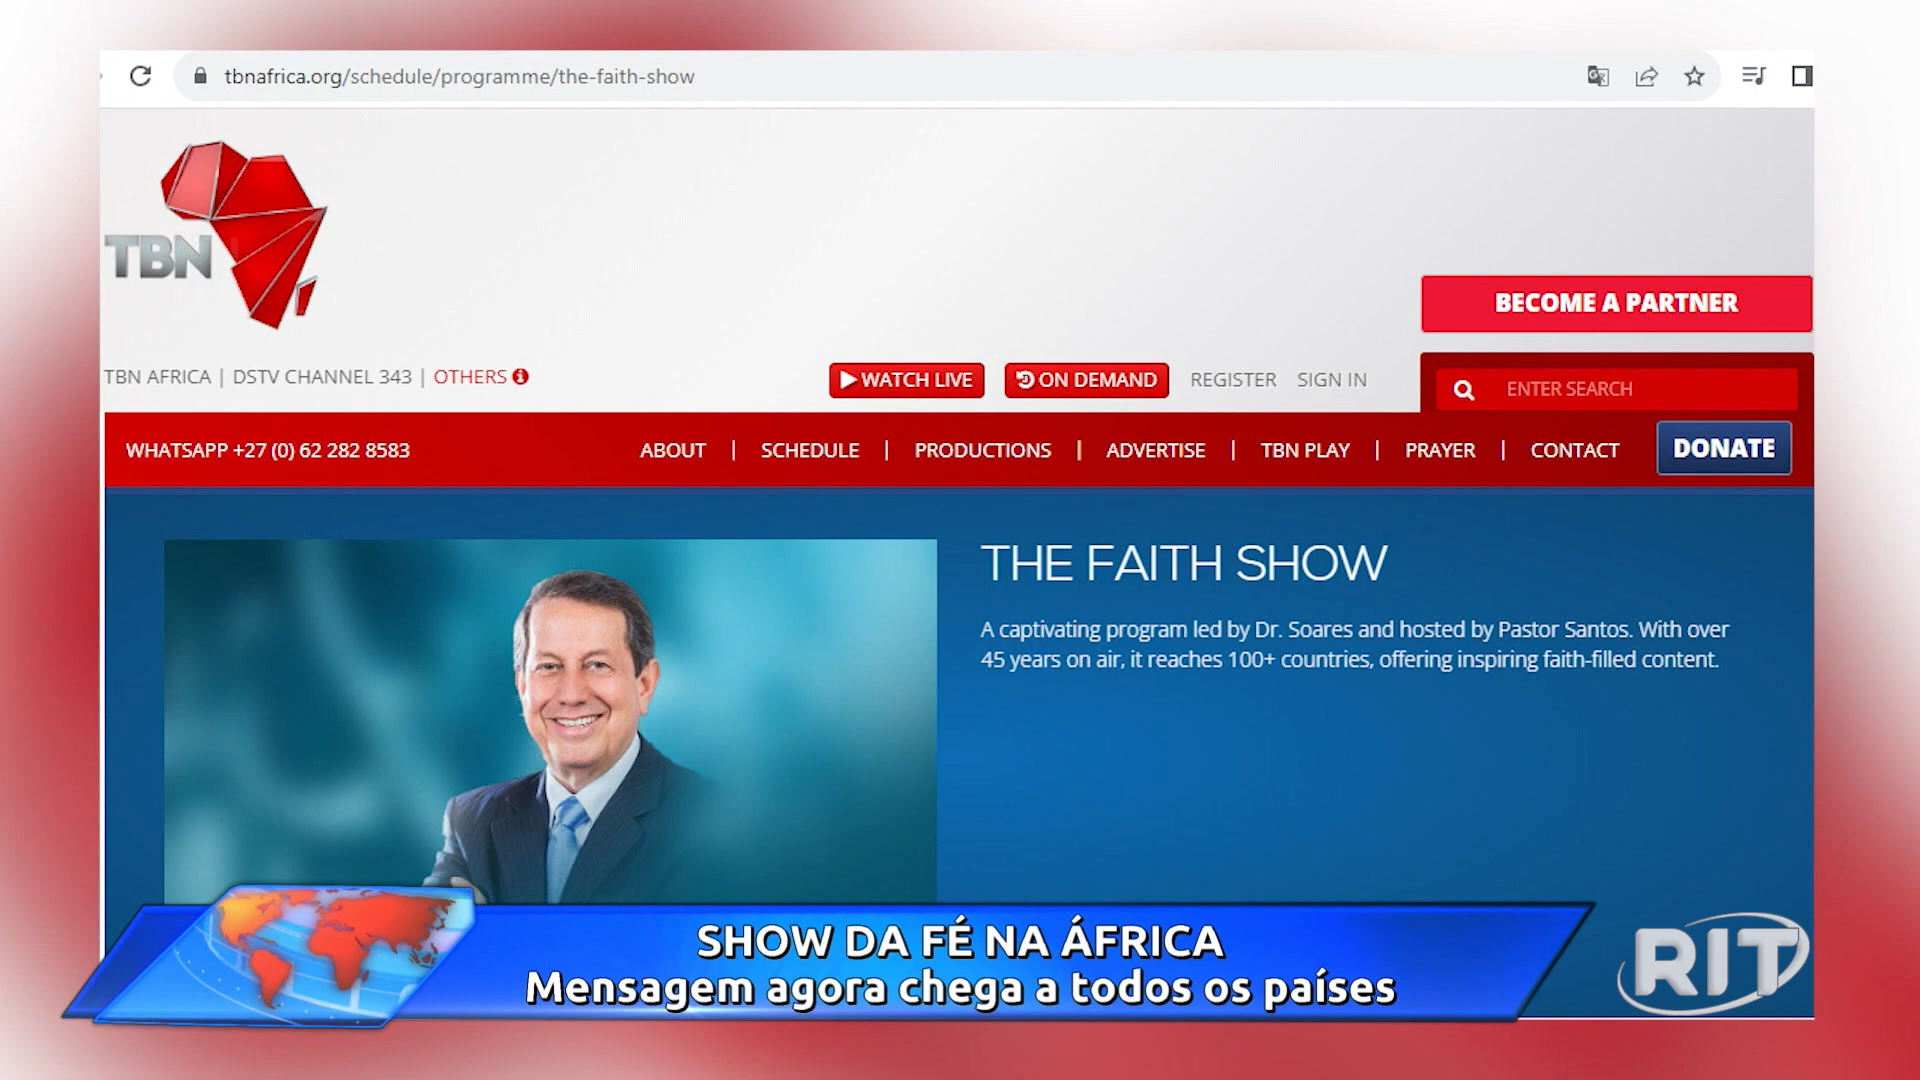 tbnafrica.org/schedule/programme/the-faith-show
TBN
BECOME A PARTNER
TBN AFRICA | DSTV CHANNEL 343 | OTHERS
WATCH LIVE
ON DEMAND
REGISTER
SIGN IN
ENTER SEARCH
WHATSAPP +27 (0) 62 282 8583
ABOUT | SCHEDULE | PRODUCTIONS | ADVERTISE | TBN PLAY | PRAYER | CONTACT
DONATE
THE FAITH SHOW
A captivating program led by Dr. Soares and hosted by Pastor Santos. With over
45 years on air, it reaches 100+ countries, offering inspiring faith-filled content.
SHOW DA FÉ NA ÁFRICA
Mensagem agora chega a todos os países
RIT